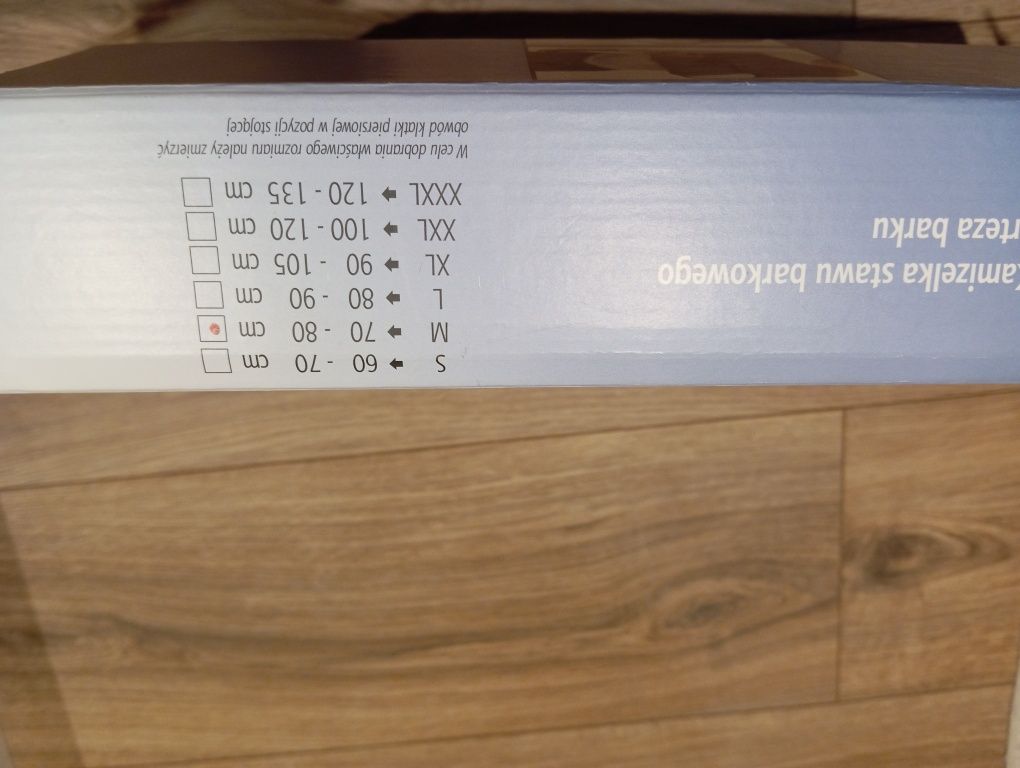 S ➨ 60 - 70 cm
M ➨ 70 - 80 cm
L ➨ 80 - 90 cm
XL ➨ 90 - 105 cm
XXL ➨ 100 - 120 cm
XXXL ➨ 120 - 135 cm
W celu dobrania właściwego rozmiaru należy zmierzyć
obwód klatki piersiowej w pozycji stojącej
amizelka stawu barkowego
rteza barku